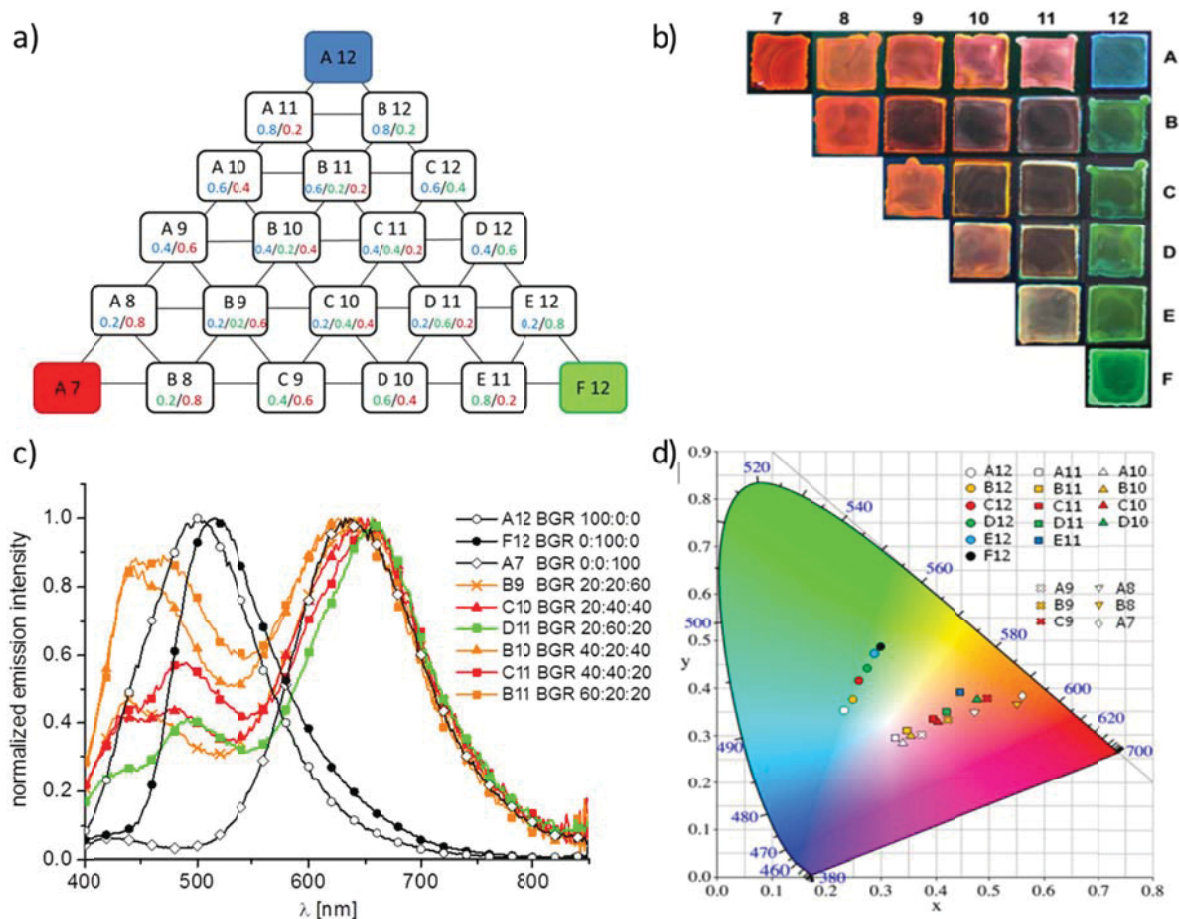 a)
A 12
A 11
0.8/0.2
B 12
0.8/0.2
A 10
0.6/0.4
B 11
0.6/0.2/0.2
C 12
0.6/0.4
A 9
0.4/0.6
B 10
0.4/0.2/0.4
C 11
0.4/0.4/0.2
D 12
0.4/0.6
A 8
0.2/0.8
B 9
0.2/02/0.6
C 10
0.2/0.4/0.4
D 11
0.2/0.6/0.2
E 12
0.2/0.8
A 7
B 8
0.2/0.8
C 9
0.4/0.6
D 10
0.6/0.4
E 11
0.8/0.2
F 12
b)
7 8 9 10 11 12
A
B
C
D
E
F
c)
normalized emission intensity
1.0
0.8
0.6
0.4
0.2
0.0
400 500 600 700 800
λ [nm]
A12 BGR 100:0:0
F12 BGR 0:100:0
A7 BGR 0:0:100
B9 BGR 20:20:60
C10 BGR 20:40:40
D11 BGR 20:60:20
B10 BGR 40:20:40
C11 BGR 40:40:20
B11 BGR 60:20:20
d)
y
0.9
0.8
0.7
0.6
0.5
0.4
0.3
0.2
0.1
0.0
0.0 0.1 0.2 0.3 0.4 0.5 0.6 0.7 0.8
x
520
540
560
580
600
620
700
500
490
480
470
460
380
A12 A11 A10
B12 B11 B10
C12 C11 C10
D12 D11 D10
E12 E11
F12
A9 A8
B9 B8
C9 A7